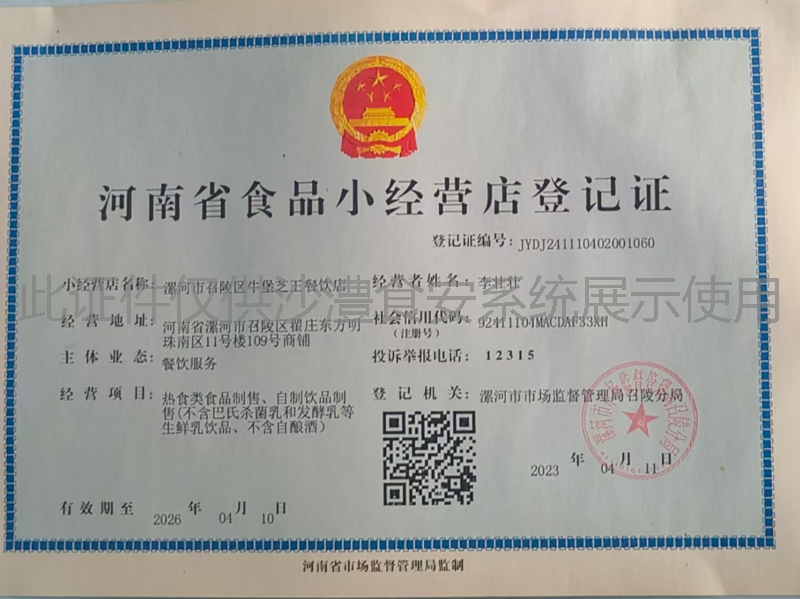 河南省食品小经营店登记证
登记证编号: JYDJ241110402001060
小经营店名称: 漯河市召陵区牛堡芝王餐饮店
经营者姓名: 李壮壮
此证件仅供沙澧食安系统展示使用
经营地址: 河南省漯河市召陵区翟庄东方明
珠南区11号楼109号商铺
社会信用代码: 92411104MACDAF33XM
(注册号)
主体业态: 餐饮服务
投诉举报电话: 12315
经营项目: 热食类食品制售、自制饮品制
售(不含巴氏杀菌乳和发酵乳等
生鲜乳饮品、不含自酿酒)
登记机关: 漯河市市场监督管理局召陵分局
2023 年 04 月 11 日
有效期至 2026 年 04 月 10 日
河南省市场监督管理局监制